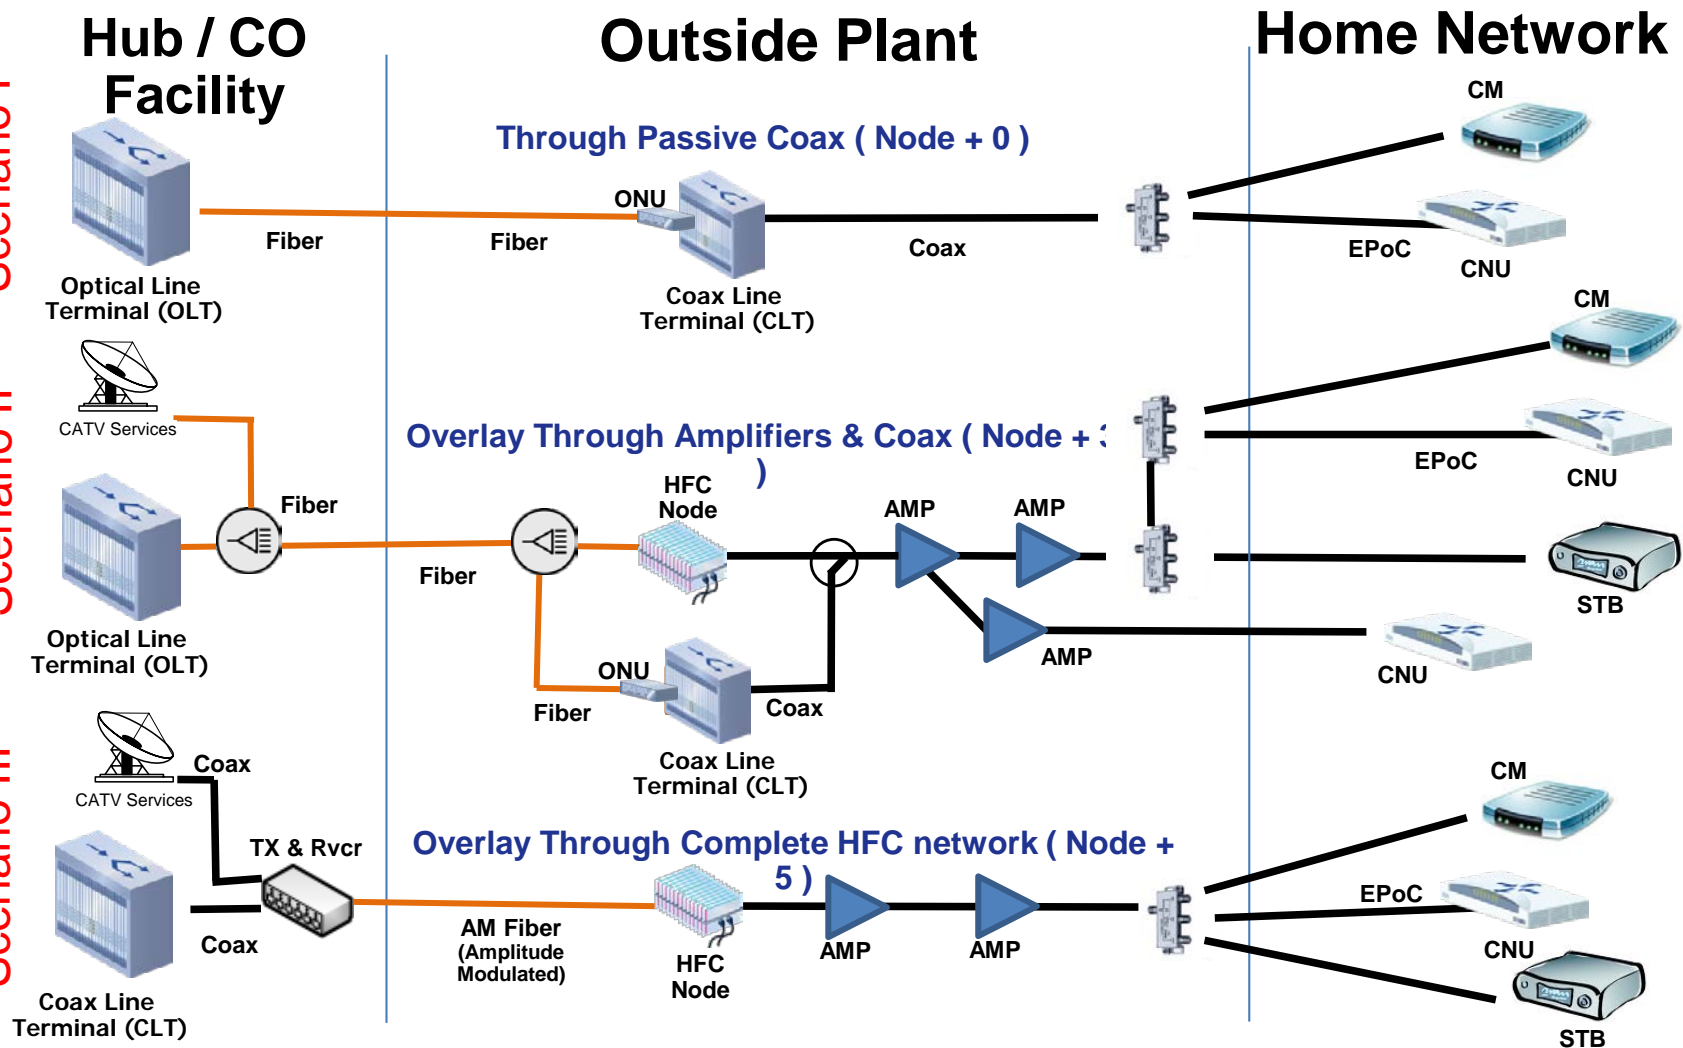 Hub / CO
Facility
Outside Plant
Home Network
Through Passive Coax ( Node + 0 )
CM
ONU
Fiber
Fiber
Coax
EPoC
CNU
Optical Line
Terminal (OLT)
Coax Line
Terminal (CLT)
CM
CATV Services
Overlay Through Amplifiers & Coax ( Node +
)
HFC
Node
AMP
AMP
EPoC
CNU
Fiber
Fiber
STB
Optical Line
Terminal (OLT)
ONU
AMP
CNU
Fiber
Coax
Coax Line
Terminal (CLT)
Coax
CATV Services
CM
TX & Rvcr
Overlay Through Complete HFC network ( Node +
5 )
EPoC
Coax
AM Fiber
(Amplitude
Modulated)
HFC
Node
AMP
AMP
CNU
Coax Line
Terminal (CLT)
STB